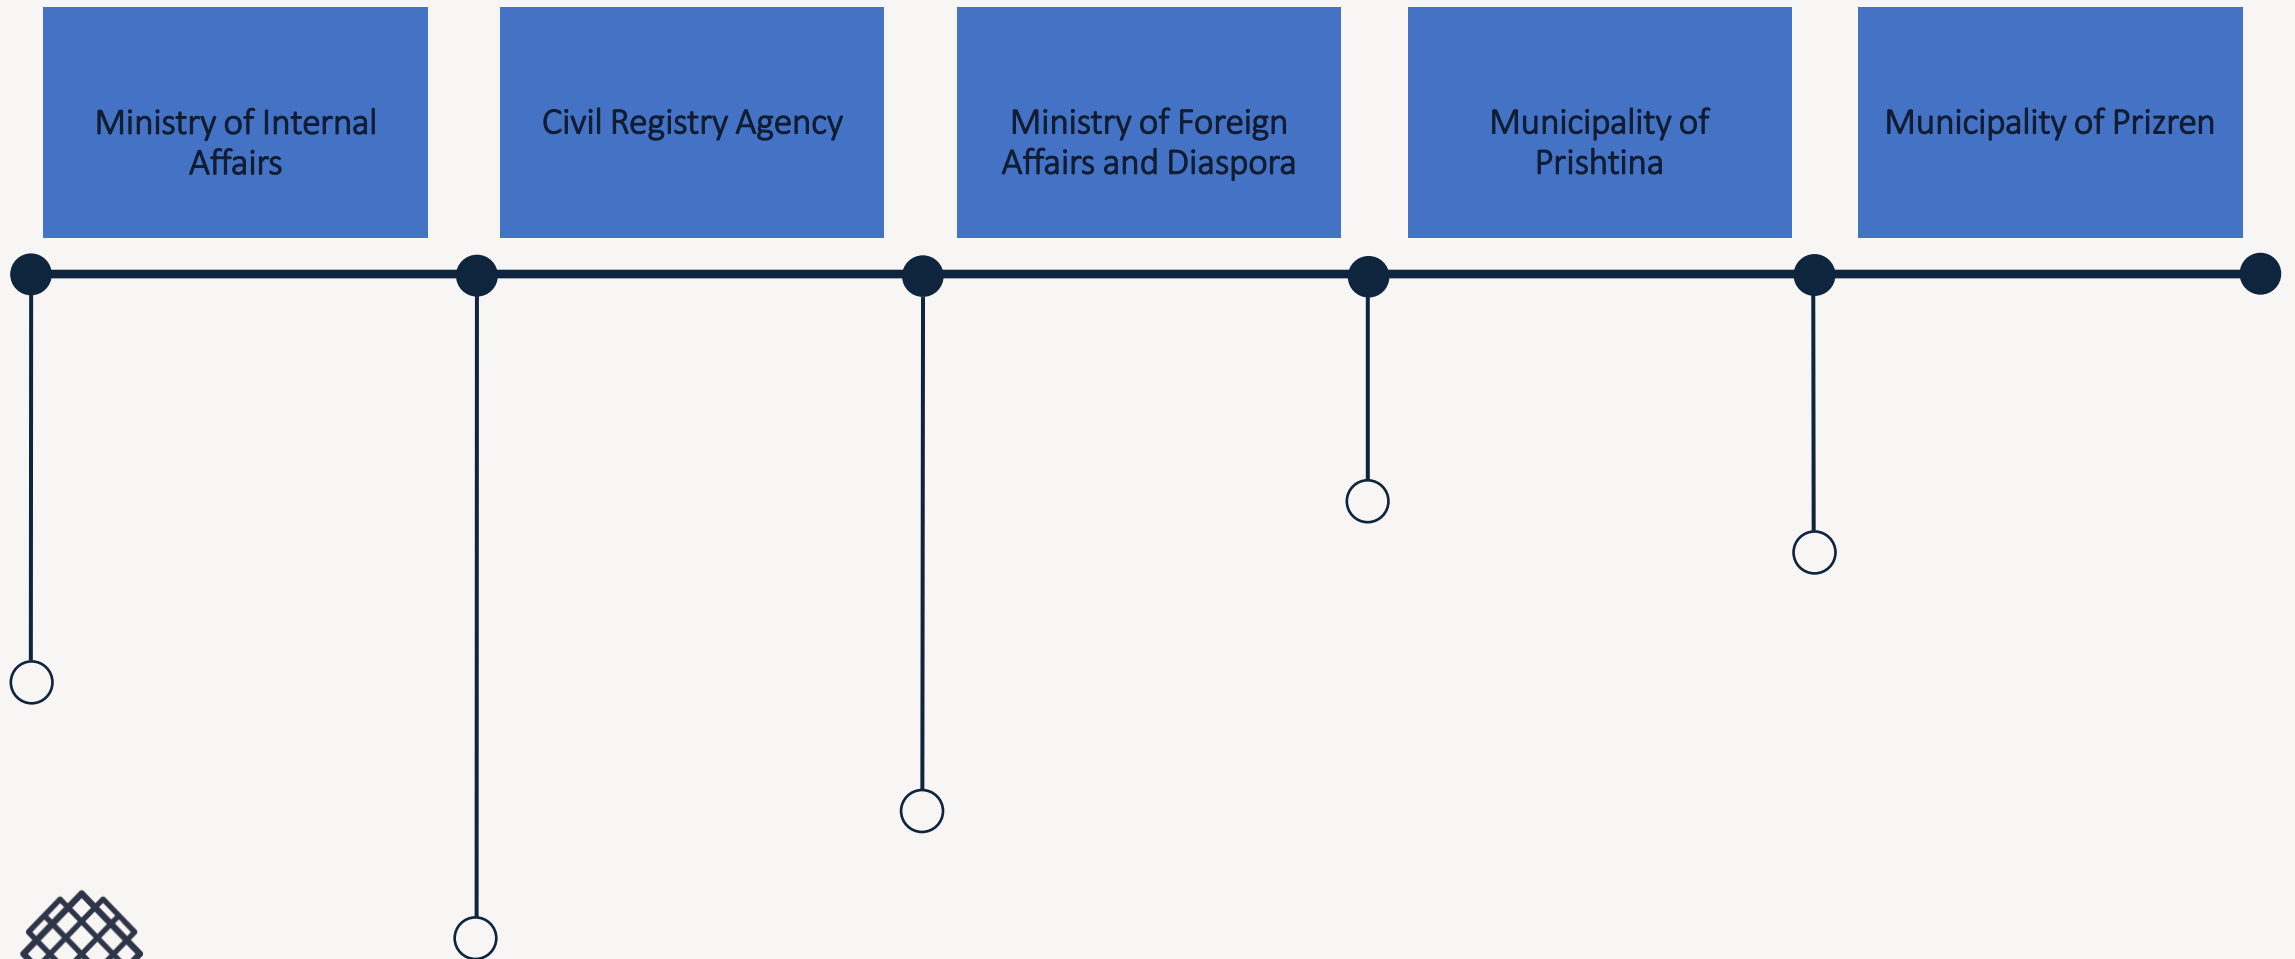 Ministry of Internal
Affairs
Civil Registry Agency
Ministry of Foreign
Affairs and Diaspora
Municipality of
Prishtina
Municipality of Prizren